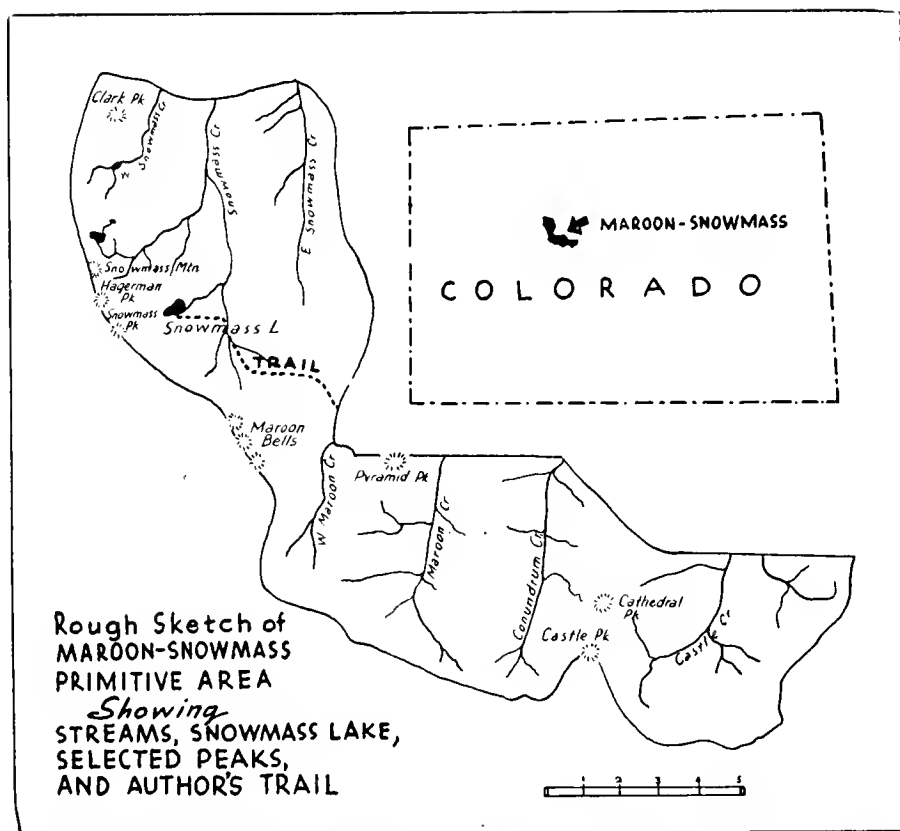 Clark Pk
W Snowmass Cr
Snowmass Cr
E Snowmass Cr
MAROON-SNOWMASS
COLORADO
Snowmass Mtn
Hagerman
Pk
Snowmass
Pk
Snowmass L
TRAIL
Maroon
Bells
W Maroon Cr
Pyramid Pk
Maroon Cr
Conundrum Cr
Cathedral
Pk
Castle Pk
Castle Cr
Rough Sketch of
MAROON-SNOWMASS
PRIMITIVE AREA
Showing
STREAMS, SNOWMASS LAKE,
SELECTED PEAKS,
AND AUTHOR'S TRAIL
1 2 3 4 5